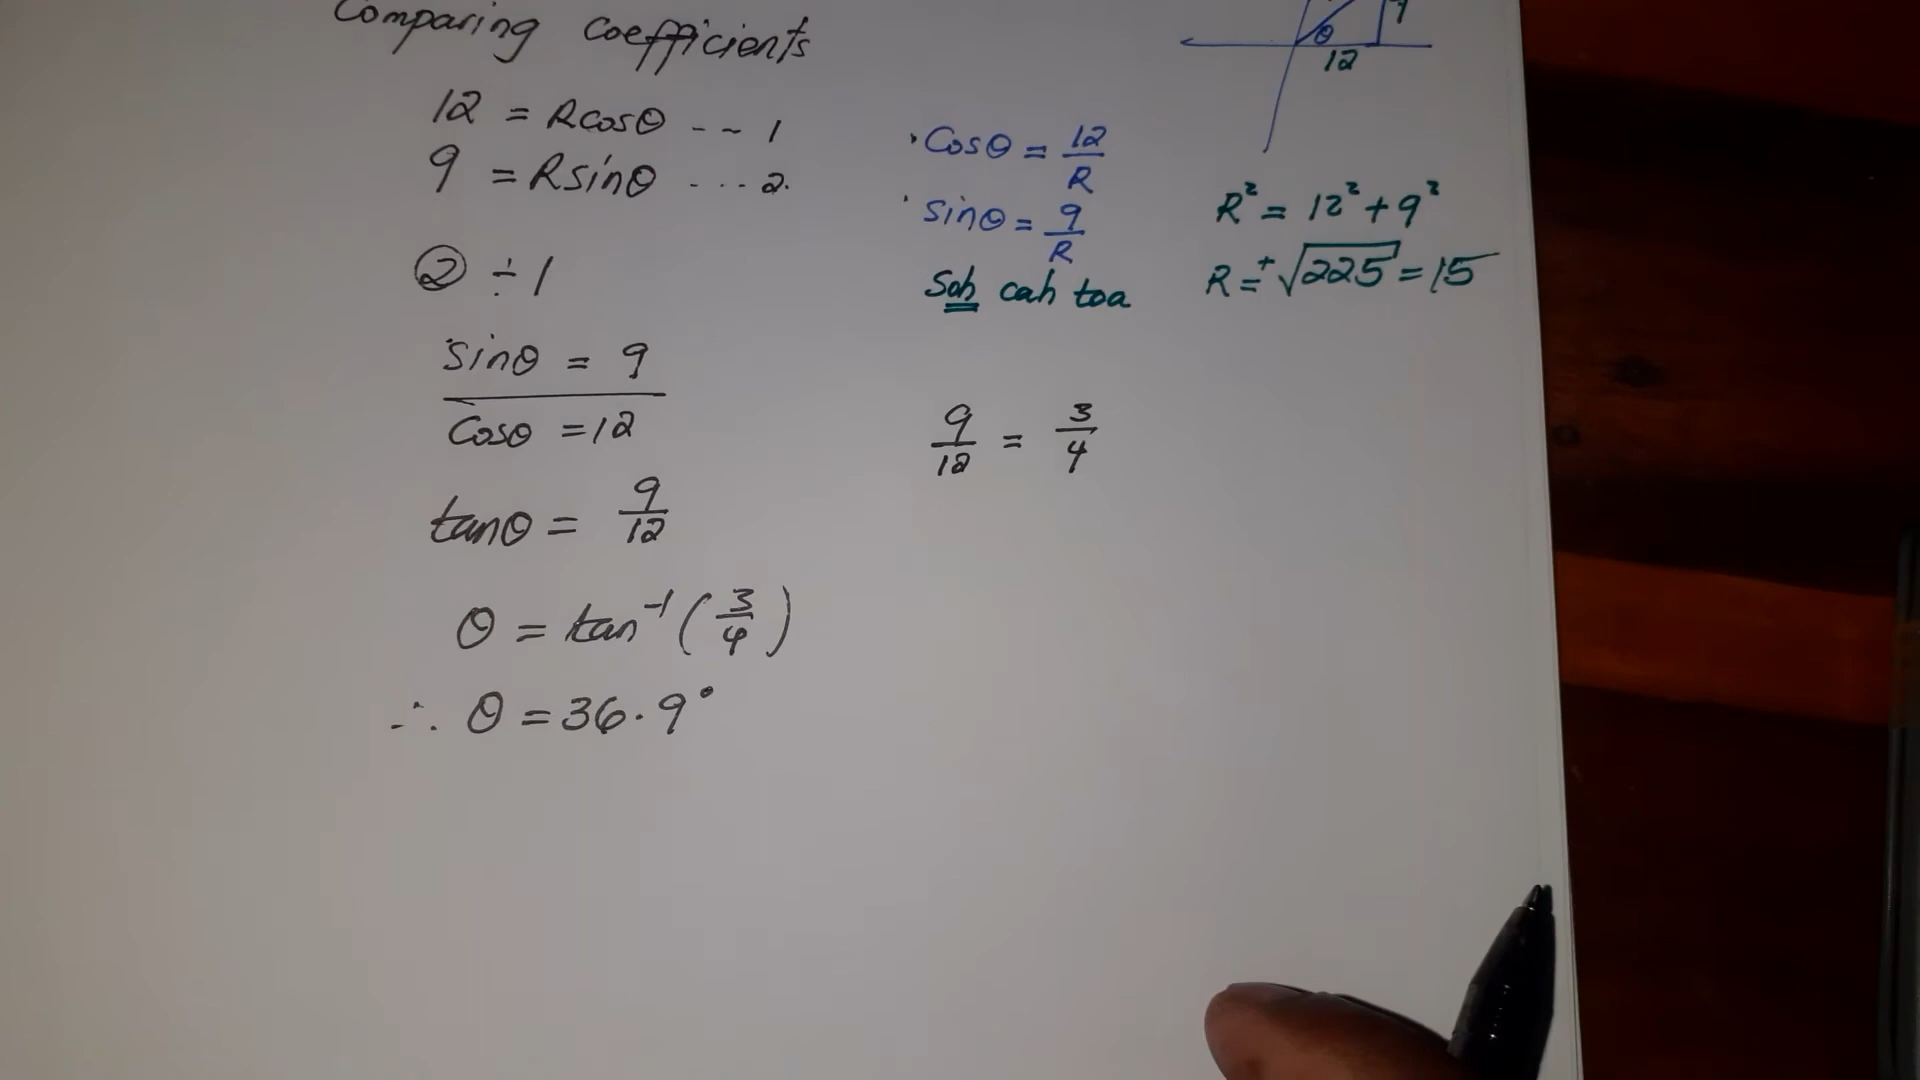 Comparing coefficients
12 = Rcosθ -- 1
9 = Rsinθ ... 2.
② ÷ 1
sinθ = 9
Cosθ = 12
tanθ = 9/12
θ = tan⁻¹(3/4)
∴ θ = 36.9°
Cosθ = 12/R
sinθ = 9/R
Soh cah toa
9/12 = 3/4
θ
12
R² = 12² + 9²
R = +√225 = 15